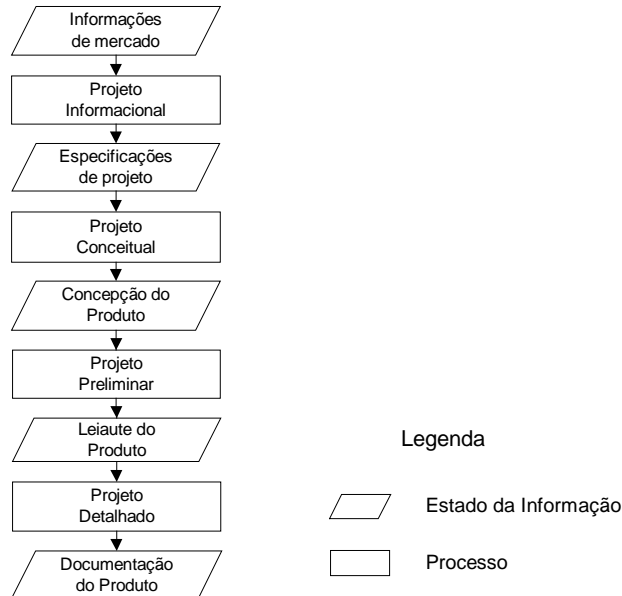 Informações
de mercado
Projeto
Informacional
Especificações
de projeto
Projeto
Conceitual
Concepção do
Produto
Projeto
Preliminar
Leiaute do
Produto
Projeto
Detalhado
Documentação
do Produto
Legenda
Estado da Informação
Processo